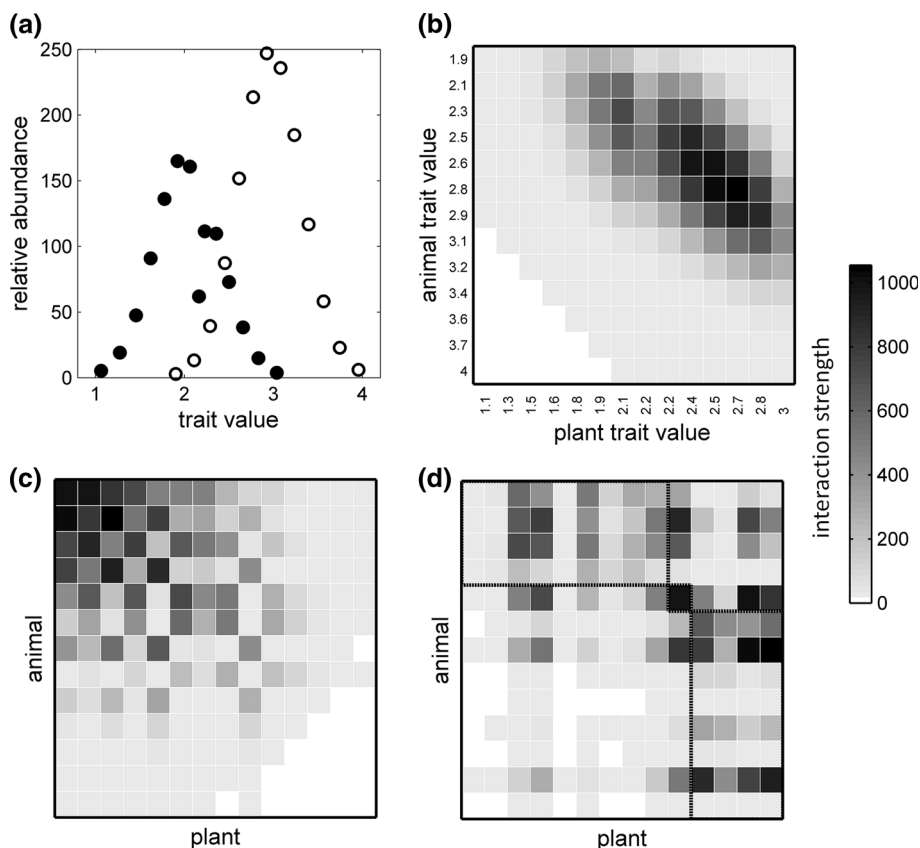 (a)
250
200
150
100
50
0
relative abundance
1 2 3 4
trait value
(b)
1.9
2.1
2.3
2.5
2.6
2.8
2.9
3.1
3.2
3.4
3.6
3.7
4
animal trait value
1.1 1.3 1.5 1.6 1.8 1.9 2.1 2.2 2.2 2.4 2.5 2.7 2.8 3
plant trait value
(c)
animal
plant
(d)
animal
plant
1000
800
600
400
200
0
interaction strength